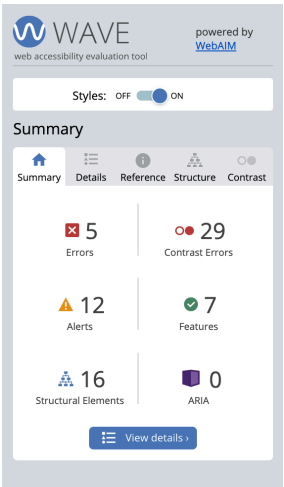 WAVE
web accessibility evaluation tool
powered by
WebAIM
Styles: OFF ON
Summary
Summary Details Reference Structure Contrast
5
Errors
29
Contrast Errors
12
Alerts
7
Features
16
Structural Elements
0
ARIA
View details ›